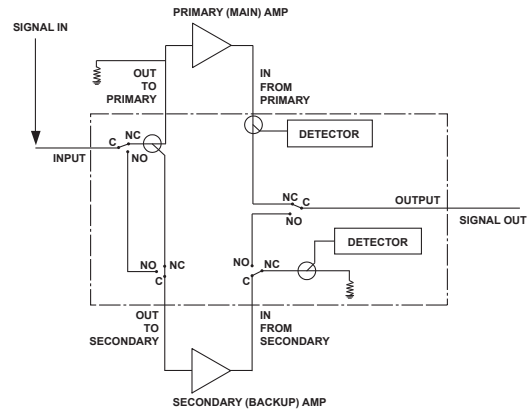 PRIMARY (MAIN) AMP
SIGNAL IN
OUT
TO
PRIMARY
IN
FROM
PRIMARY
DETECTOR
C
NC
NO
INPUT
NC
C
NO
OUTPUT
SIGNAL OUT
DETECTOR
NO
NC
C
NO
NC
C
OUT
TO
SECONDARY
IN
FROM
SECONDARY
SECONDARY (BACKUP) AMP